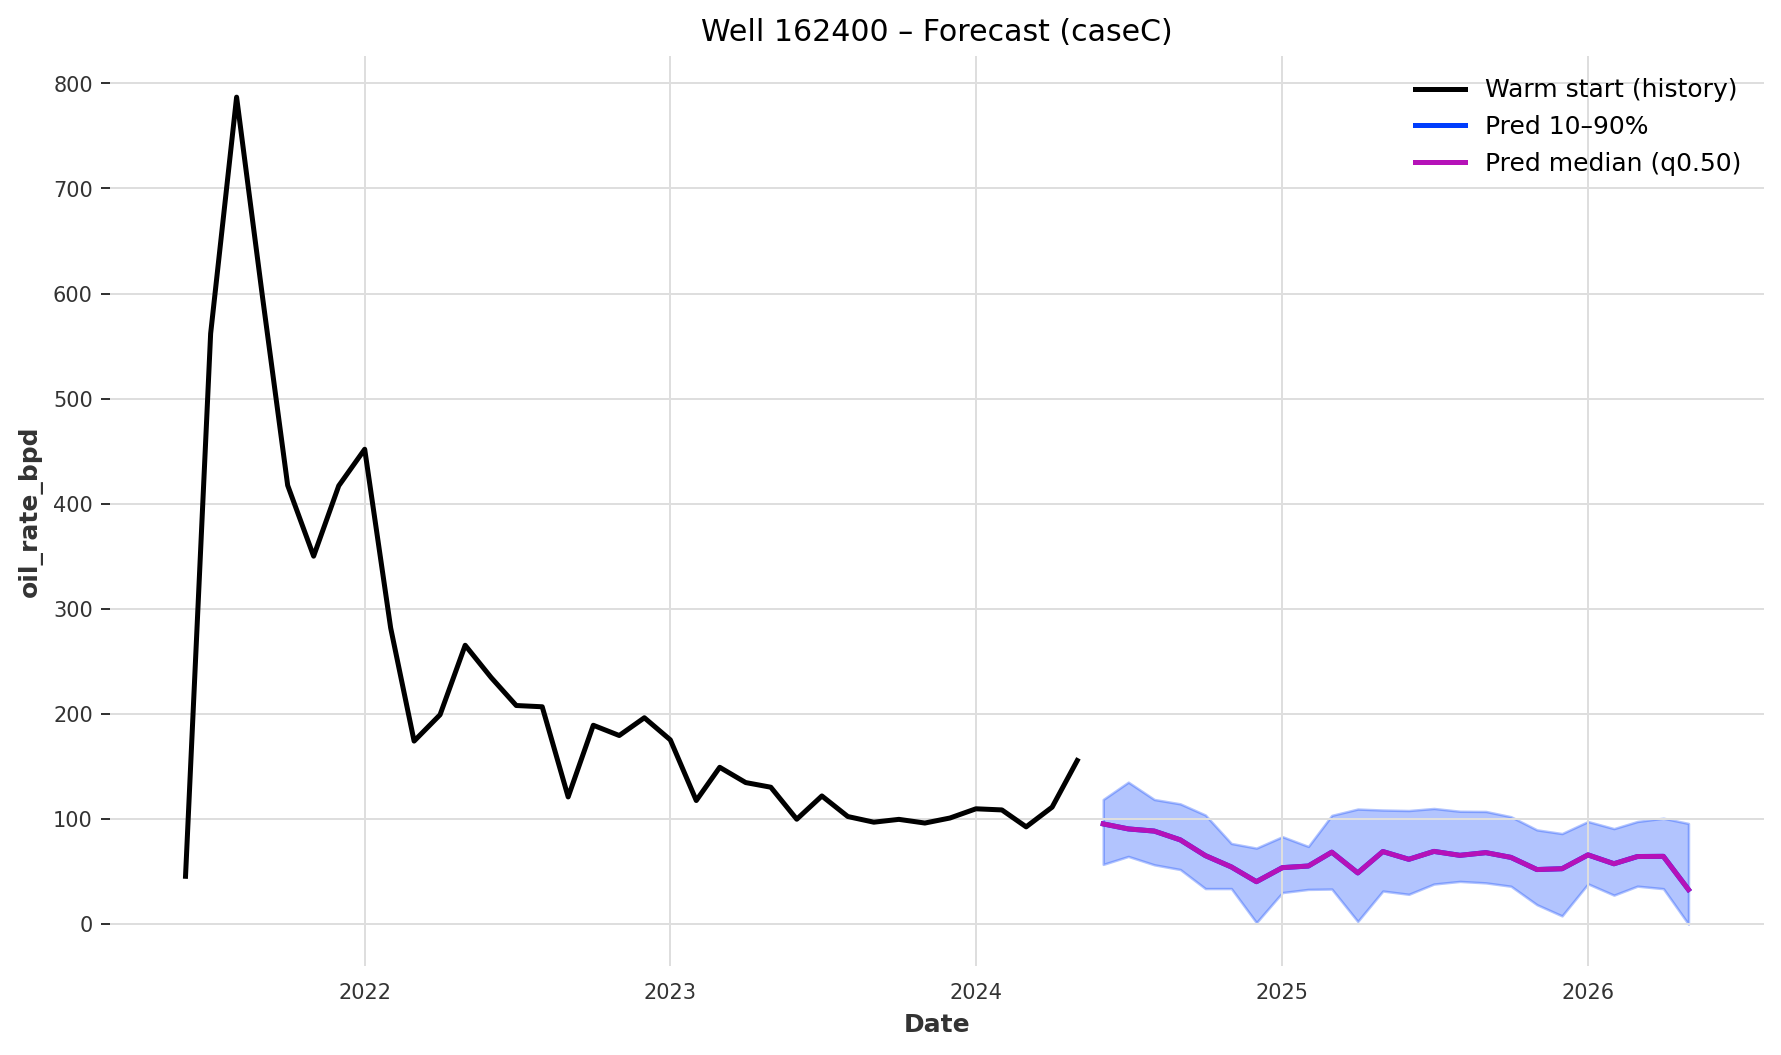 Well 162400 – Forecast (caseC)
Warm start (history)
Pred 10–90%
Pred median (q0.50)
oil_rate_bpd
800
700
600
500
400
300
200
100
0
2022
2023
2024
2025
2026
Date